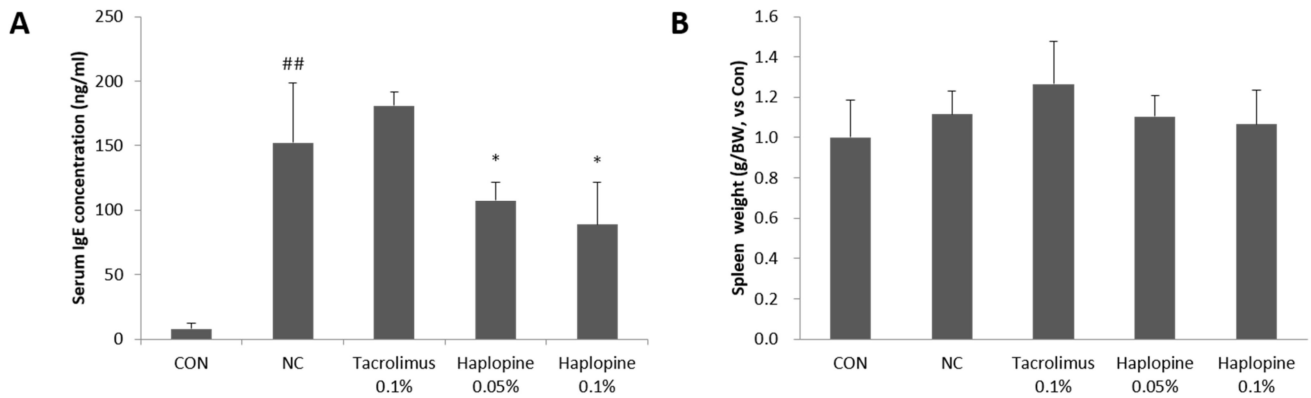 A
Serum IgE concentration (ng/ml)
250
200
150
100
50
0
##
*
*
CON
NC
Tacrolimus
0.1%
Haplopine
0.05%
Haplopine
0.1%
B
Spleen weight (g/BW, vs Con)
1.6
1.4
1.2
1.0
0.8
0.6
0.4
0.2
0.0
CON
NC
Tacrolimus
0.1%
Haplopine
0.05%
Haplopine
0.1%